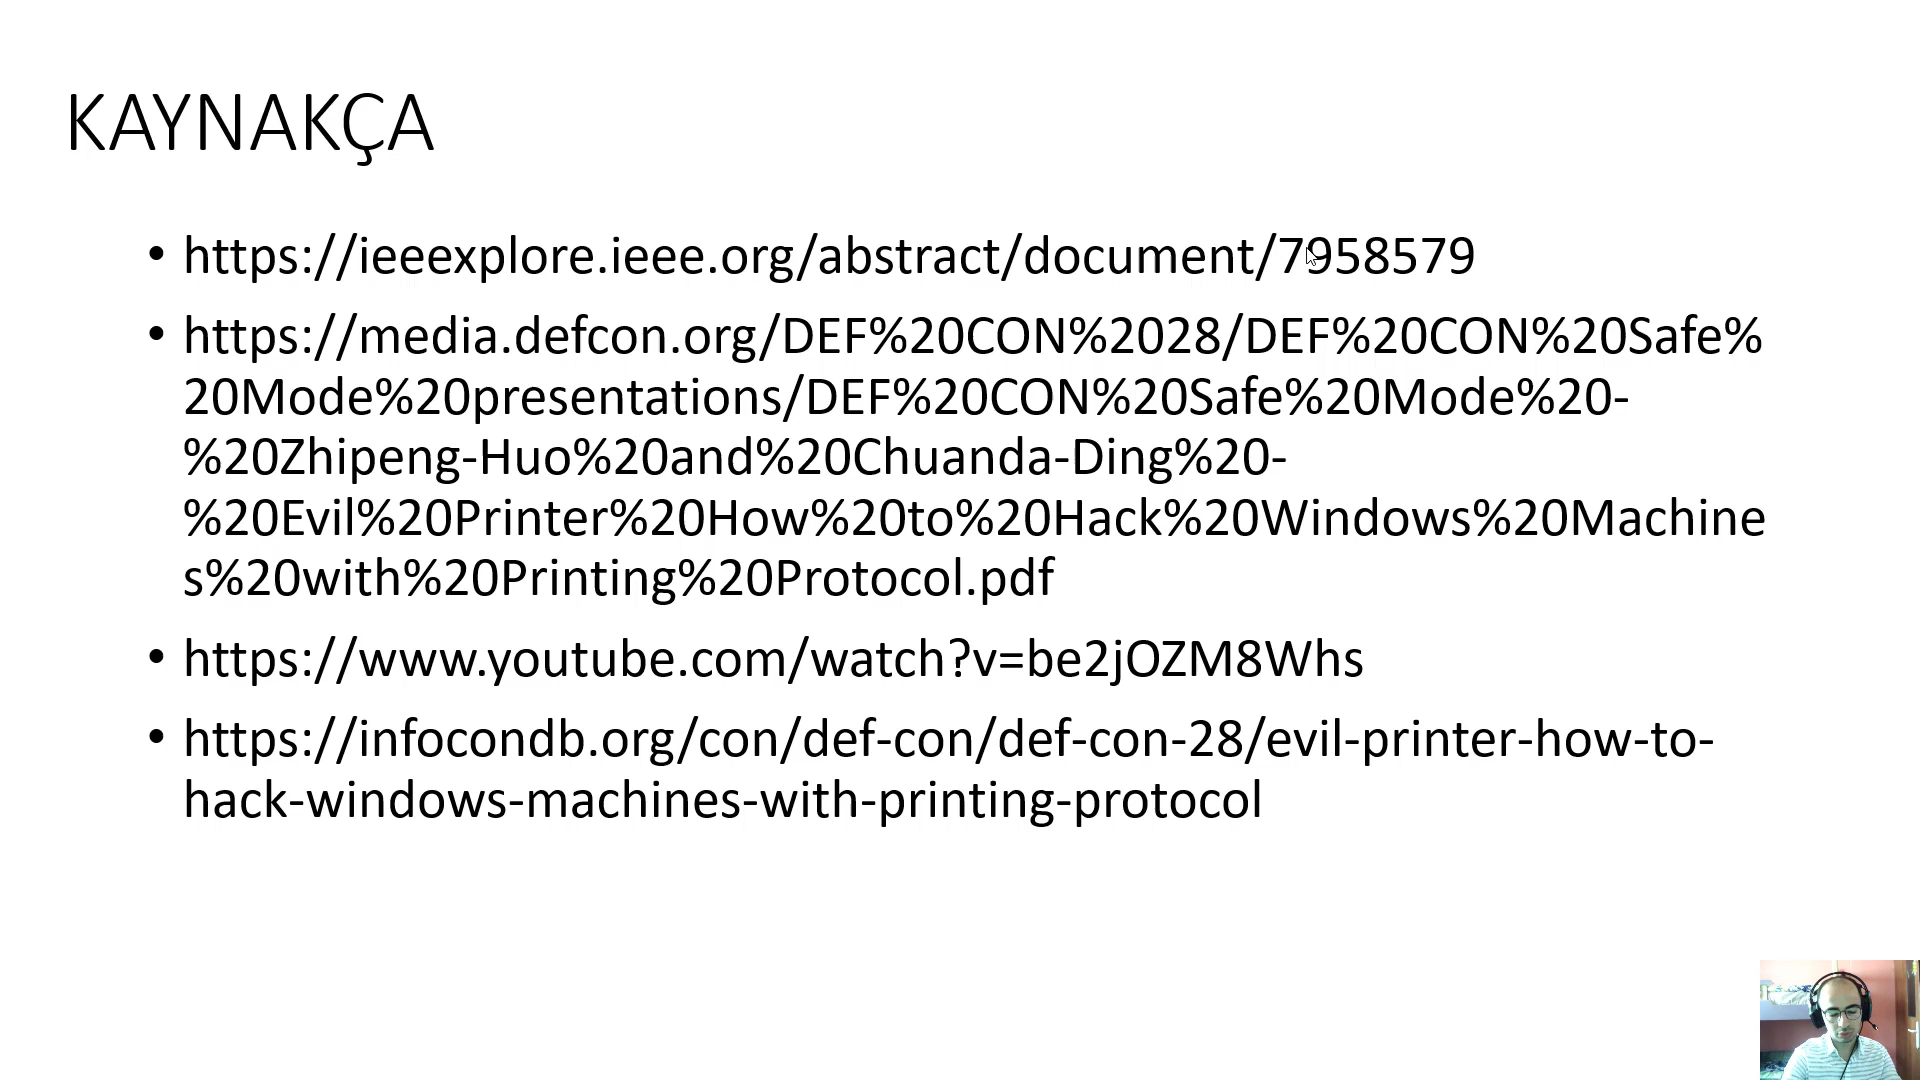 KAYNAKÇA
• https://ieeexplore.ieee.org/abstract/document/7958579
• https://media.defcon.org/DEF%20CON%2028/DEF%20CON%20Safe%
20Mode%20presentations/DEF%20CON%20Safe%20Mode%20-
%20Zhipeng-Huo%20and%20Chuanda-Ding%20-
%20Evil%20Printer%20How%20to%20Hack%20Windows%20Machine
s%20with%20Printing%20Protocol.pdf
• https://www.youtube.com/watch?v=be2jOZM8Whs
• https://infocondb.org/con/def-con/def-con-28/evil-printer-how-to-
hack-windows-machines-with-printing-protocol